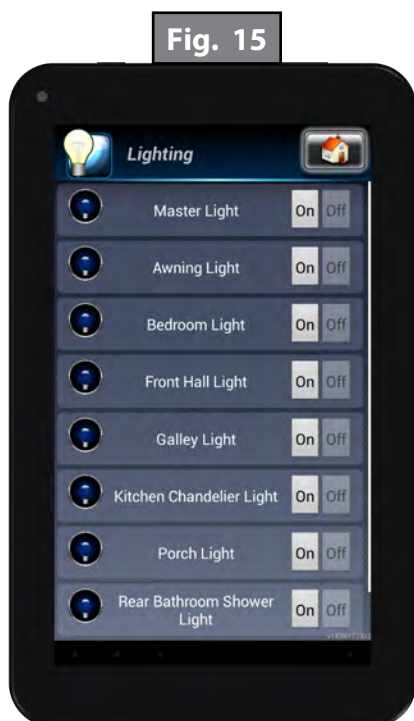 Fig. 15
Lighting
Master Light On Off
Awning Light On Off
Bedroom Light On Off
Front Hall Light On Off
Galley Light On Off
Kitchen Chandelier Light On Off
Porch Light On Off
Rear Bathroom Shower
Light On Off